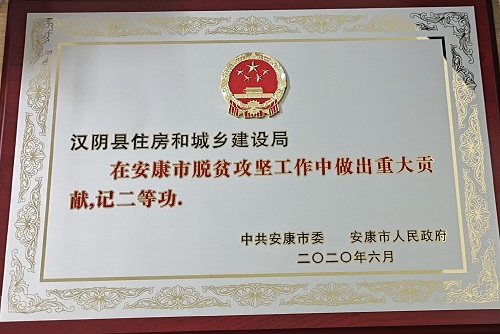 汉阴县住房和城乡建设局
在安康市脱贫攻坚工作中做出重大贡
献,记二等功.
中共安康市委 安康市人民政府
二〇二〇年六月